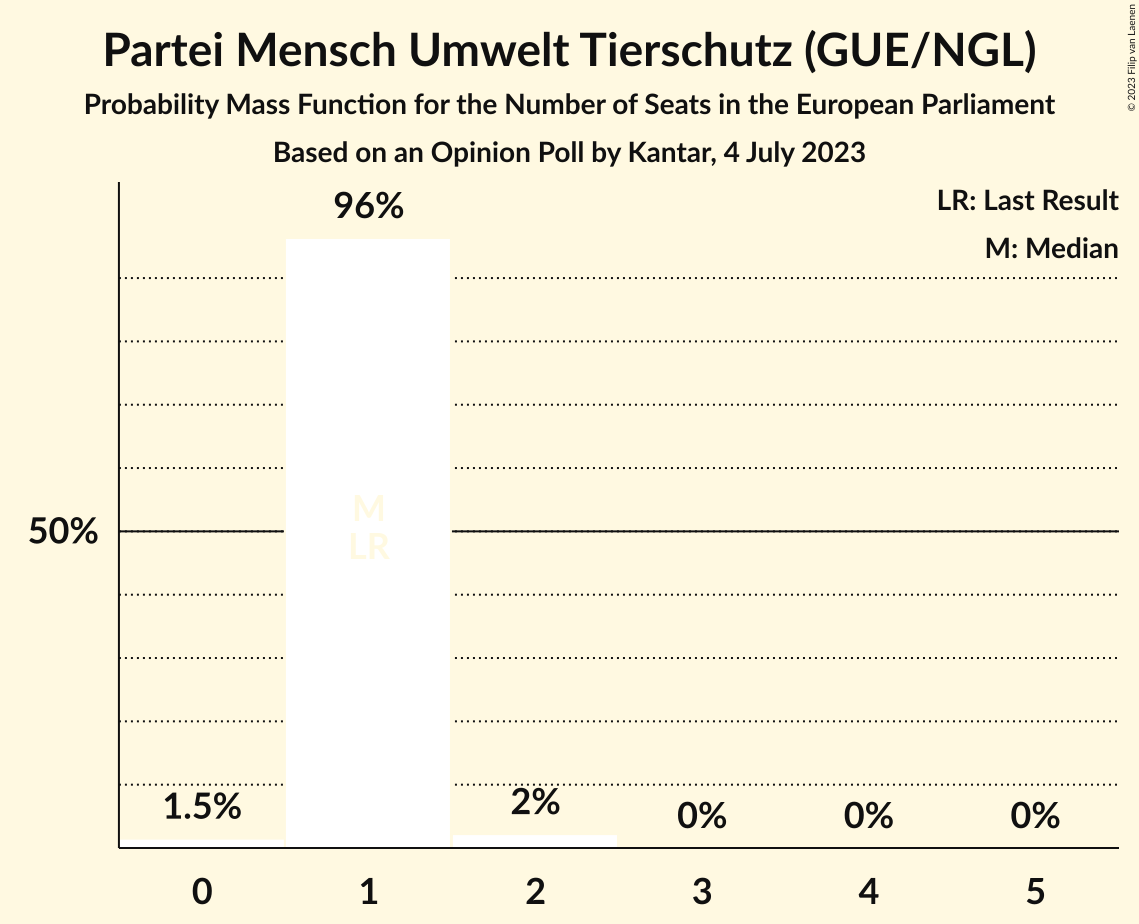 Partei Mensch Umwelt Tierschutz (GUE/NGL)
Probability Mass Function for the Number of Seats in the European Parliament
Based on an Opinion Poll by Kantar, 4 July 2023
© 2023 Filip van Laenen
LR: Last Result
M: Median
96%
50%
M
LR
1.5%
2%
0%
0%
0%
0
1
2
3
4
5